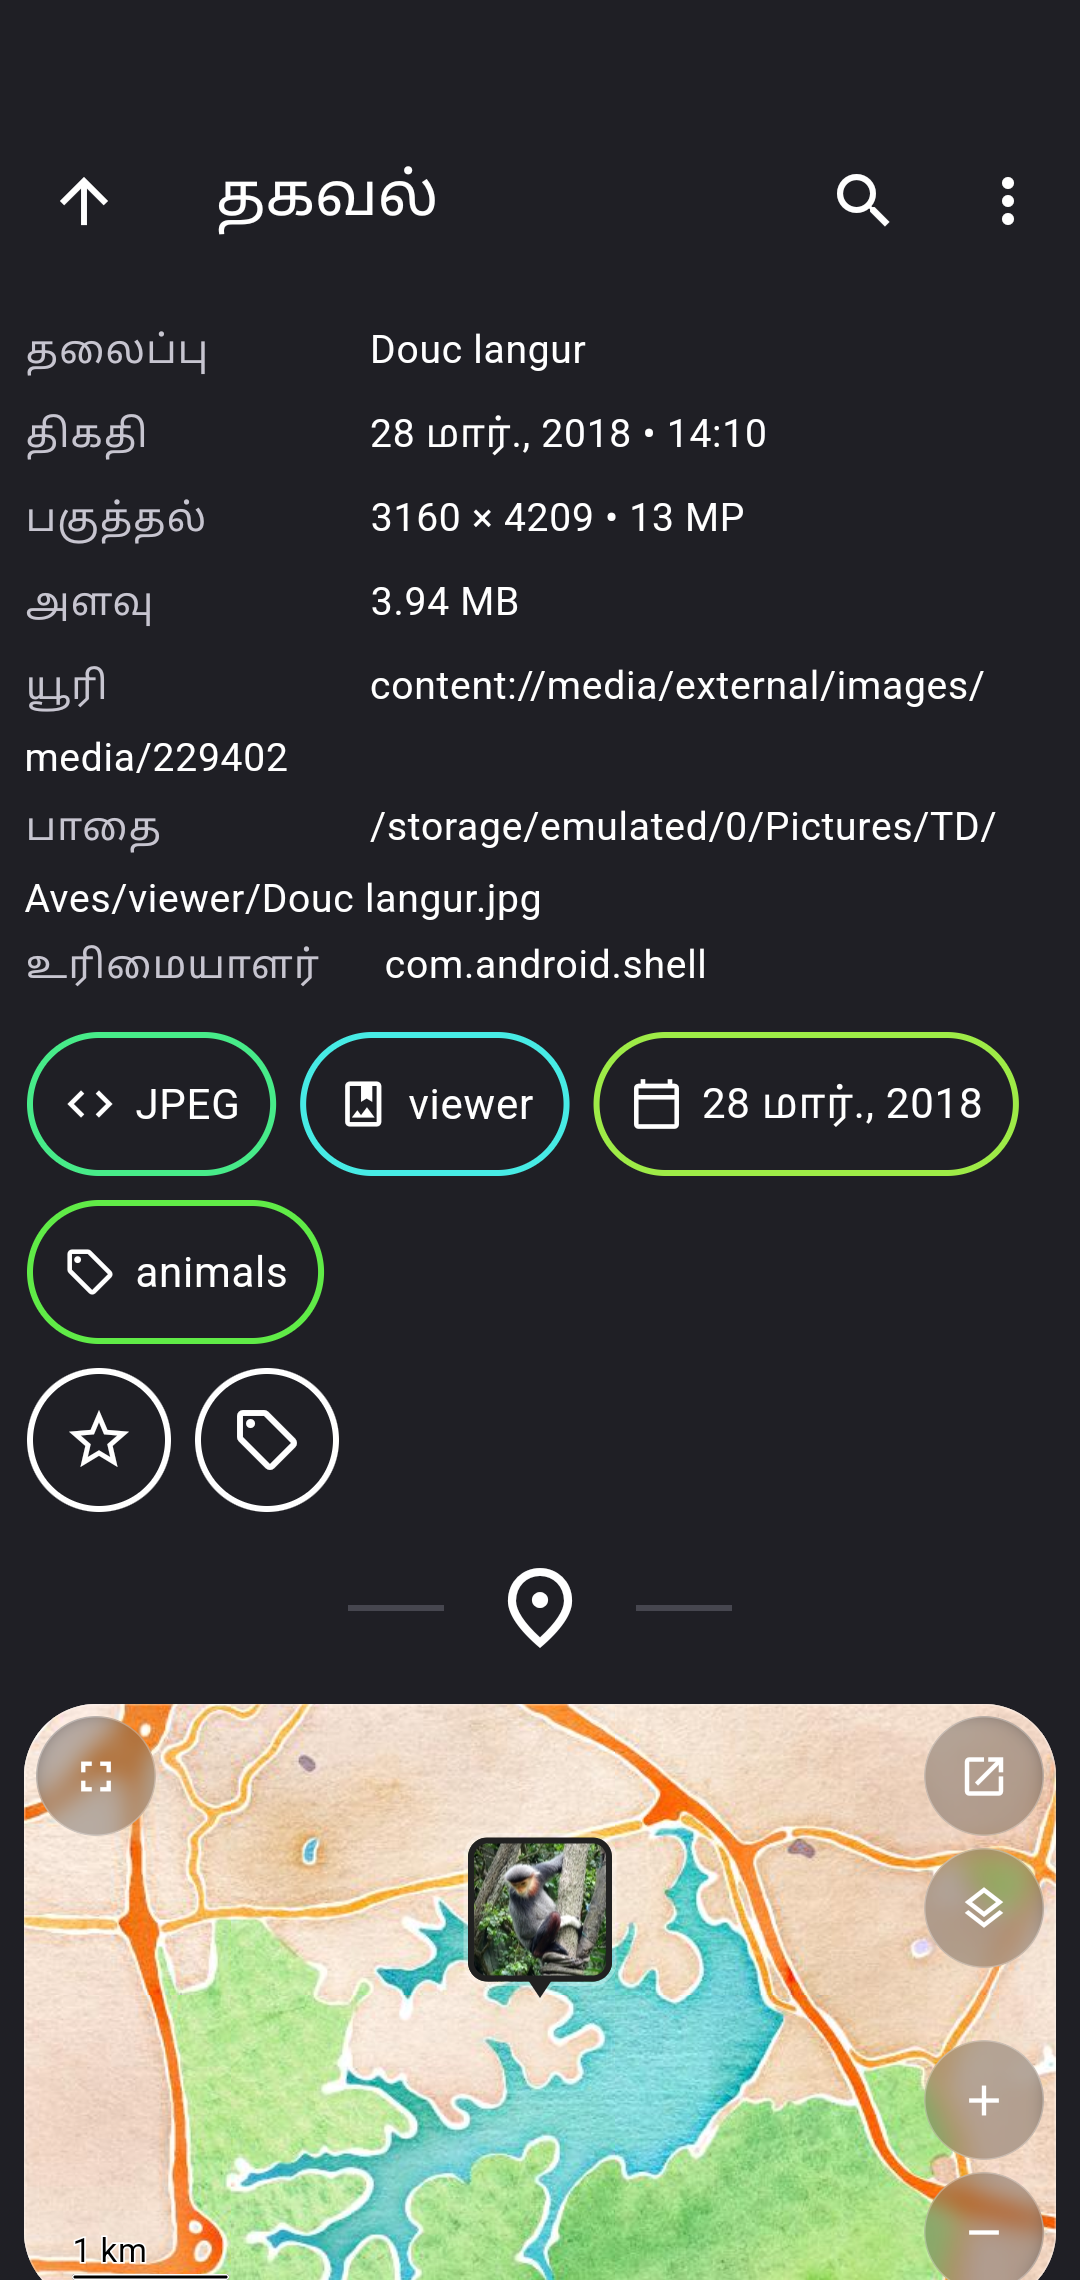 தகவல்
தலைப்பு Douc langur
திகதி 28 மார்., 2018 • 14:10
பகுத்தல் 3160 × 4209 • 13 MP
அளவு 3.94 MB
யூரி content://media/external/images/
media/229402
பாதை /storage/emulated/0/Pictures/TD/
Aves/viewer/Douc langur.jpg
உரிமையாளர் com.android.shell
JPEG viewer 28 மார்., 2018
animals
1 km